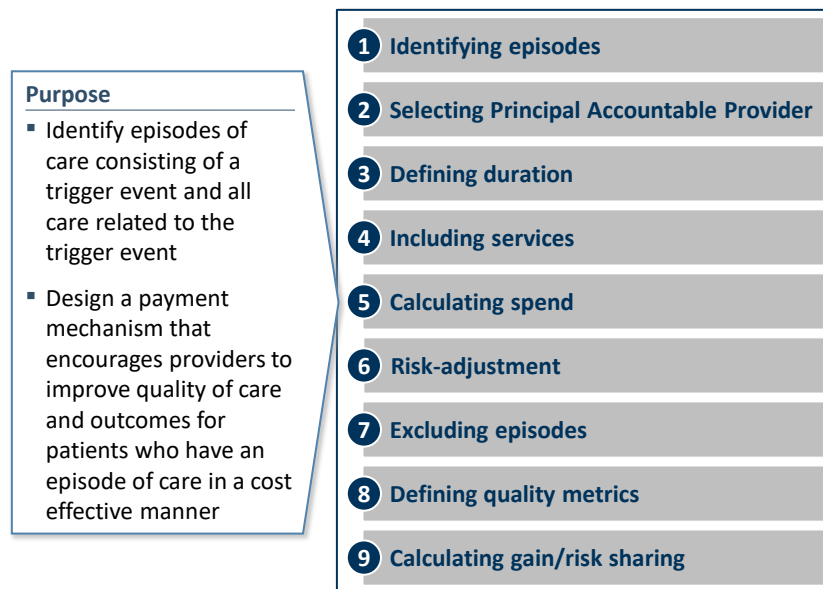 Purpose
▪ Identify episodes of
care consisting of a
trigger event and all
care related to the
trigger event
▪ Design a payment
mechanism that
encourages providers to
improve quality of care
and outcomes for
patients who have an
episode of care in a cost
effective manner
1 Identifying episodes
2 Selecting Principal Accountable Provider
3 Defining duration
4 Including services
5 Calculating spend
6 Risk-adjustment
7 Excluding episodes
8 Defining quality metrics
9 Calculating gain/risk sharing